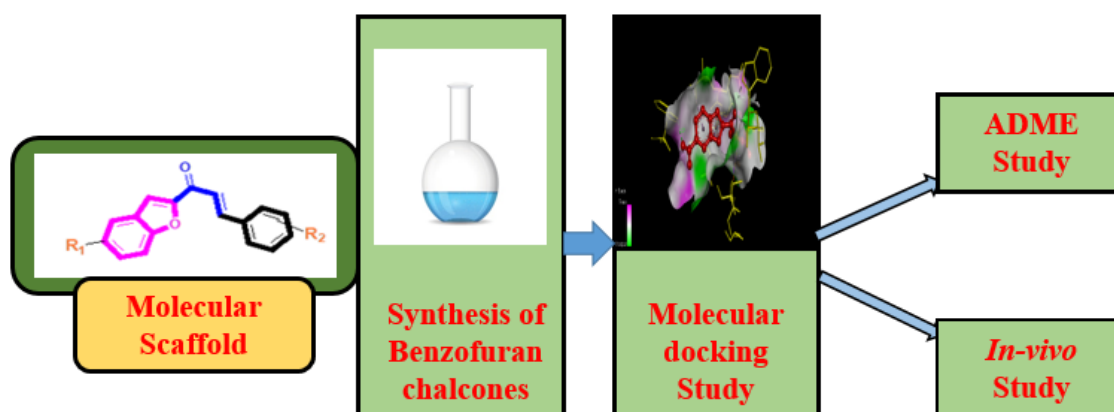 O
O
R1
R2
Molecular
Scaffold
Synthesis of
Benzofuran
chalcones
Molecular
docking
Study
ADME
Study
In-vivo
Study